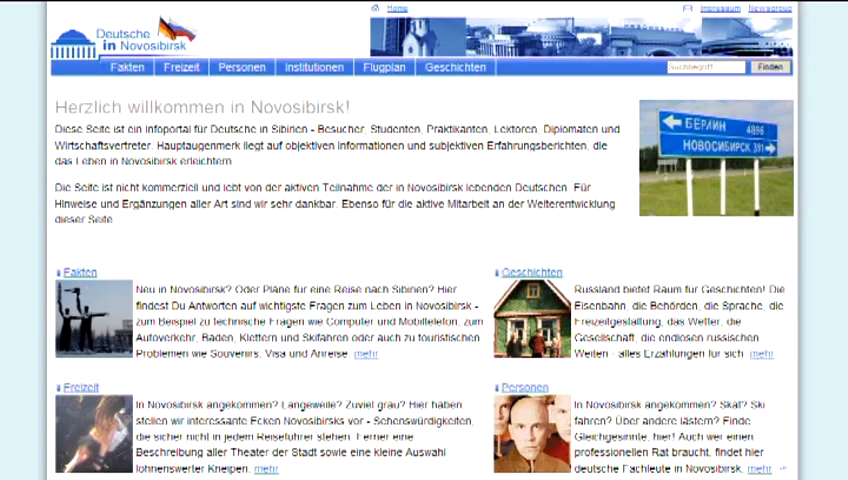 Home
Impressum Newsgroup
Deutsche
in Novosibirsk
Fakten Freizeit Personen Institutionen Flugplan Geschichten
Suchbegriff Finden
Herzlich willkommen in Novosibirsk!
Diese Seite ist ein Infoportal für Deutsche in Sibirien - Besucher, Studenten, Praktikanten, Lektoren, Diplomaten und
Wirtschaftsvertreter. Hauptaugenmerk liegt auf objektiven Informationen und subjektiven Erfahrungsberichten, die
das Leben in Novosibirsk erleichtern.
Die Seite ist nicht kommerziell und lebt von der aktiven Teilnahme der in Novosibirsk lebenden Deutschen. Für
Hinweise und Ergänzungen aller Art sind wir sehr dankbar. Ebenso für die aktive Mitarbeit an der Weiterentwicklung
dieser Seite.
БЕРЛИН 4896
НОВОСИБИРСК 391
Fakten
Neu in Novosibirsk? Oder Pläne für eine Reise nach Sibirien? Hier
findest Du Antworten auf wichtigste Fragen zum Leben in Novosibirsk -
zum Beispiel zu technische Fragen wie Computer und Mobiltelefon, zum
Autoverkehr, Baden, Klettern und Skifahren oder auch zu touristischen
Problemen wie Souvenirs, Visa und Anreise. mehr
Geschichten
Russland bietet Raum für Geschichten! Die
Eisenbahn, die Behörden, die Sprache, die
Freizeitgestaltung, das Wetter, die
Gesellschaft, die endlosen russischen
Weiten - alles Erzählungen für sich. mehr
Freizeit
In Novosibirsk angekommen? Langeweile? Zuviel grau? Hier haben
stellen wir interessante Ecken Novosibirsks vor - Sehenswürdigkeiten,
die sicher nicht in jedem Reiseführer stehen. Ferner eine
Beschreibung aller Theater der Stadt sowie eine kleine Auswahl
lohnenswerter Kneipen. mehr
Personen
In Novosibirsk angekommen? Skat? Ski
fahren? Über andere lästern? Finde
Gleichgesinnte, hier! Auch wer einen
professionellen Rat braucht, findet hier
deutsche Fachleute in Novosibirsk. mehr